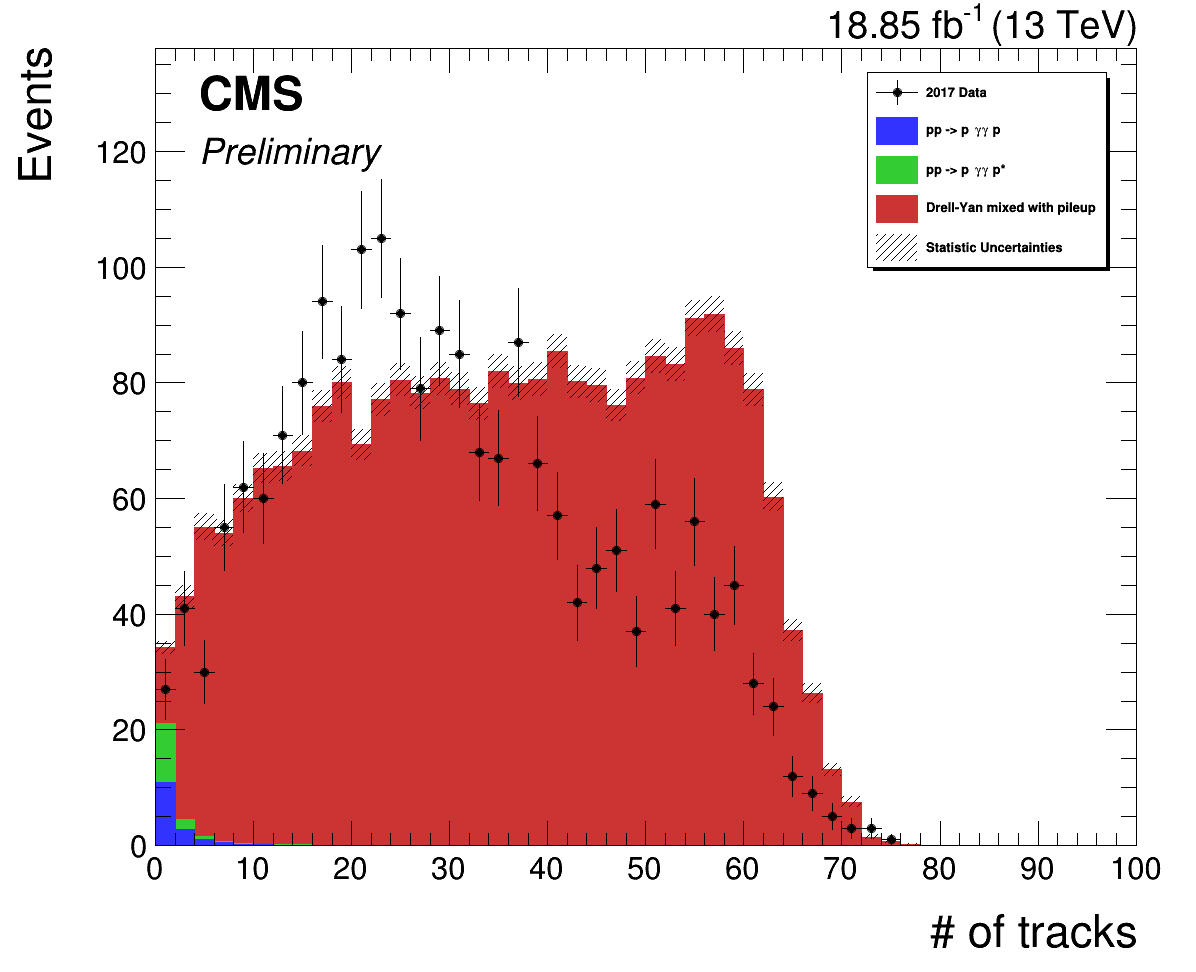 18.85 fb⁻¹ (13 TeV)
Events
CMS
Preliminary
2017 Data
pp -> p γγ p
pp -> p γγ p*
Drell-Yan mixed with pileup
Statistic Uncertainties
120
100
80
60
40
20
0
0 10 20 30 40 50 60 70 80 90 100
# of tracks